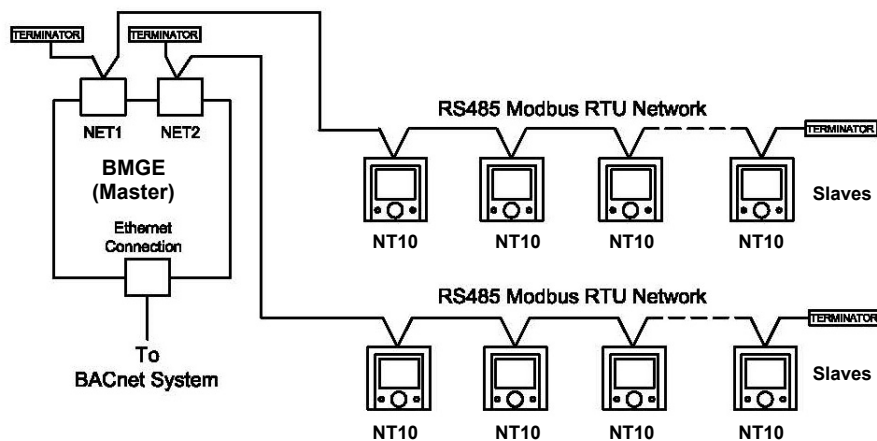 TERMINATOR
TERMINATOR
NET1
NET2
BMGE
(Master)
Ethernet
Connection
To
BACnet System
RS485 Modbus RTU Network
TERMINATOR
Slaves
NT10
NT10
NT10
NT10
RS485 Modbus RTU Network
TERMINATOR
Slaves
NT10
NT10
NT10
NT10